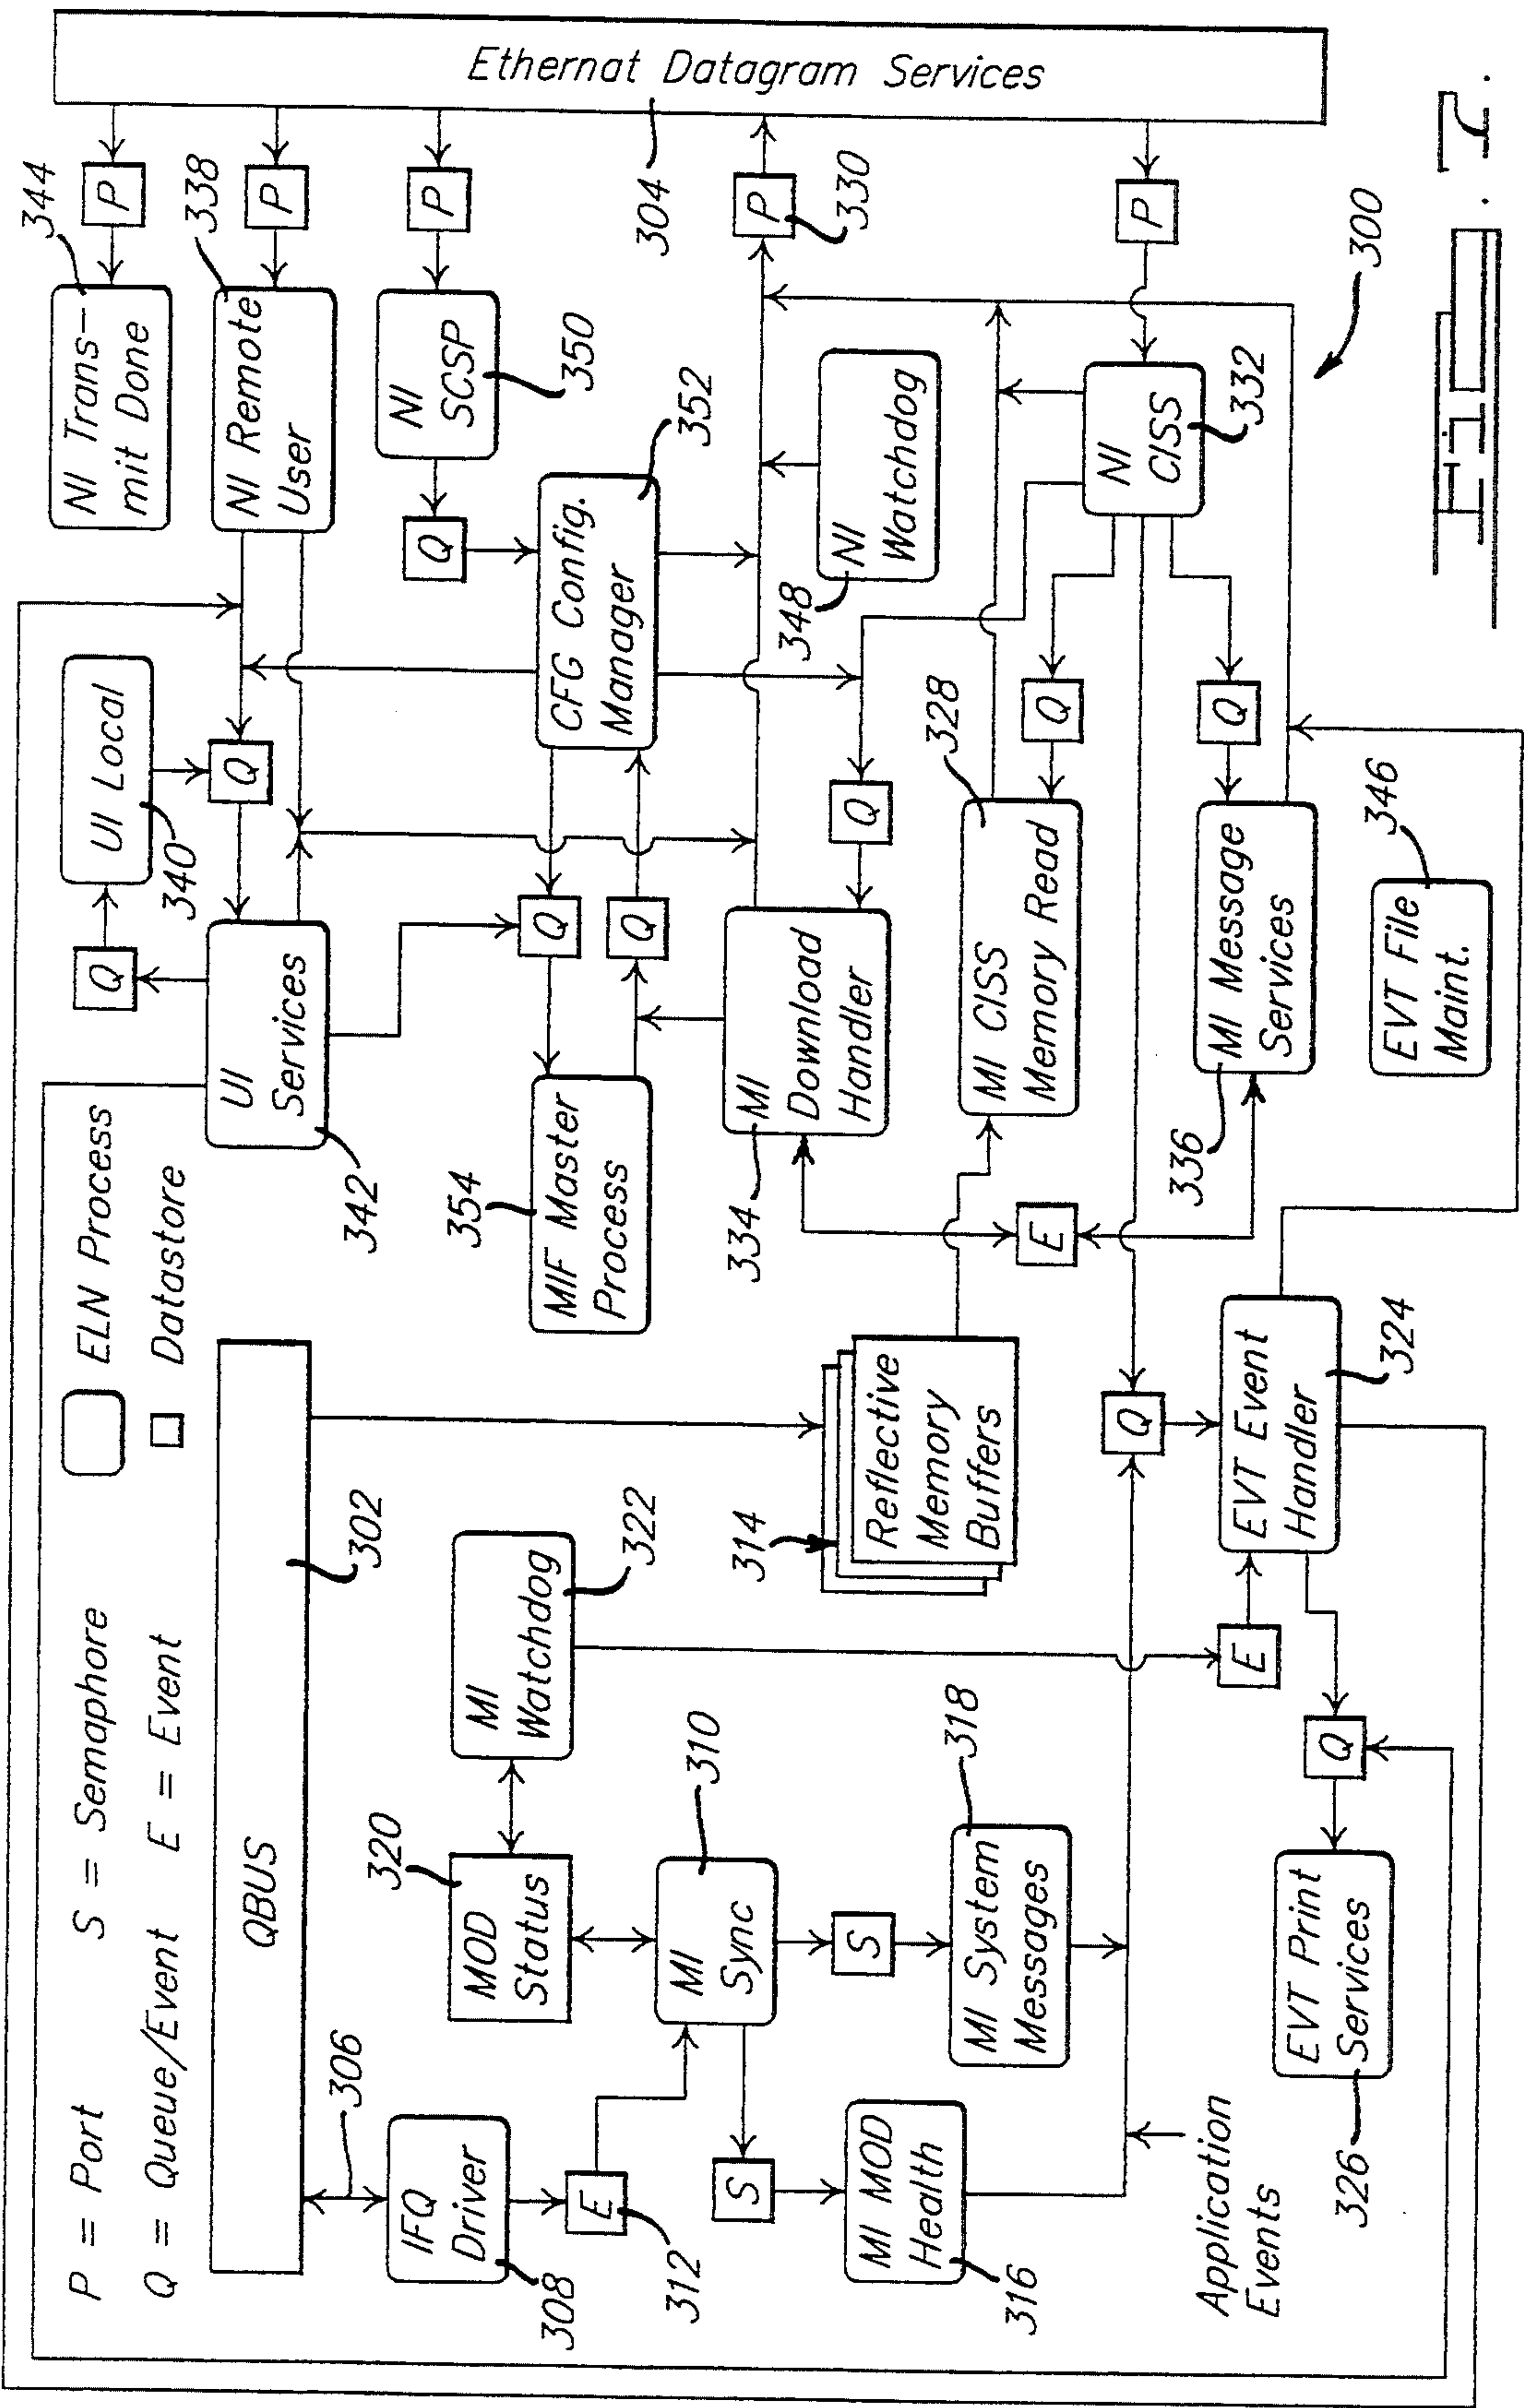 P = Port
S = Semaphore
Q = Queue/Event
E = Event
ELN Process
Datastore
QBUS
302
306
IFQ
Driver
308
E
312
MOD
Status
320
MI
Watchdog
322
MI
Sync
310
S
S
MI MOD
Health
316
MI System
Messages
318
Application
Events
Reflective
Memory
Buffers
314
Q
E
EVT Event
Handler
324
Q
EVT Print
Services
326
UI
Services
342
Q
UI Local
340
Q
MIF Master
Process
354
Q
Q
CFG Config.
Manager
352
Q
MI
Download
Handler
334
Q
E
MI CISS
Memory Read
328
Q
MI Message
Services
336
Q
EVT File
Maint.
346
NI Trans-
mit Done
344
P
NI Remote
User
338
P
NI
SCSP
350
P
NI
Watchdog
348
P
330
NI
CISS
332
P
Ethernat Datagram Services
304
300
Fig. 7.